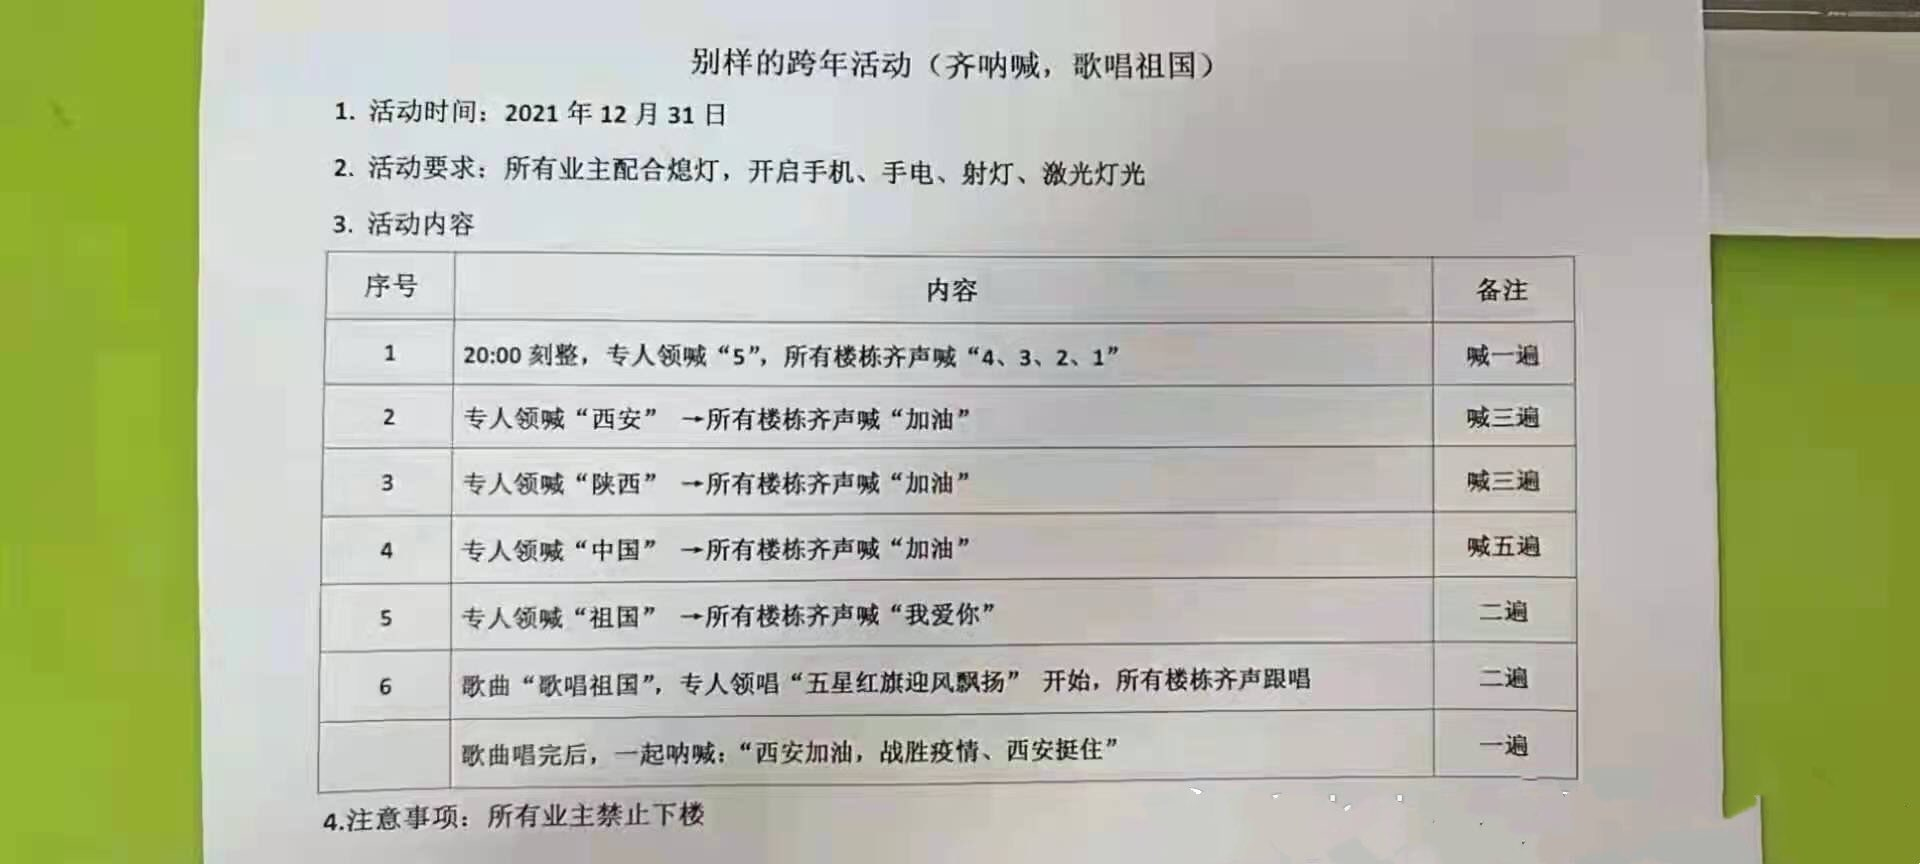 别样的跨年活动（齐呐喊，歌唱祖国）
1. 活动时间：2021 年 12 月 31 日
2. 活动要求：所有业主配合熄灯，开启手机、手电、射灯、激光灯光
3. 活动内容
序号 内容 备注
1 20:00 刻整，专人领喊“5”，所有楼栋齐声喊“4、3、2、1” 喊一遍
2 专人领喊“西安” →所有楼栋齐声喊“加油” 喊三遍
3 专人领喊“陕西” →所有楼栋齐声喊“加油” 喊三遍
4 专人领喊“中国” →所有楼栋齐声喊“加油” 喊五遍
5 专人领喊“祖国” →所有楼栋齐声喊“我爱你” 二遍
6 歌曲“歌唱祖国”，专人领唱“五星红旗迎风飘扬” 开始，所有楼栋齐声跟唱 二遍
歌曲唱完后，一起呐喊：“西安加油，战胜疫情、西安挺住” 一遍
4.注意事项：所有业主禁止下楼